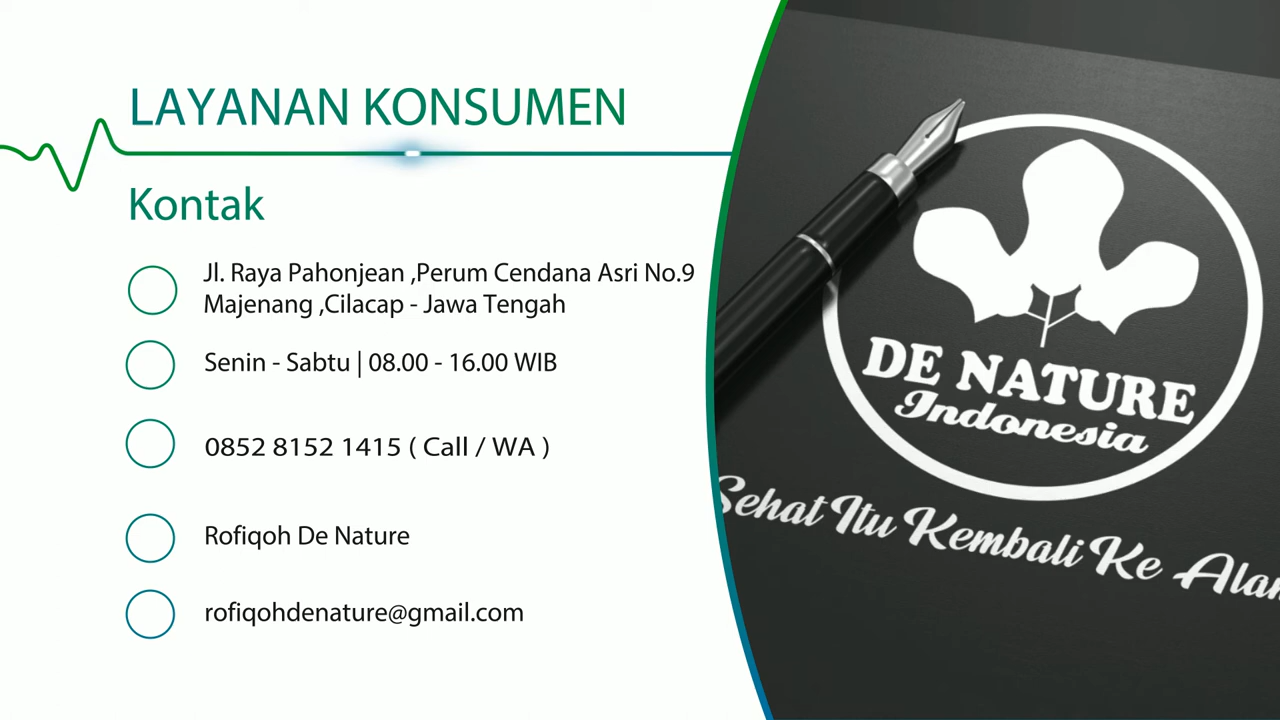 LAYANAN KONSUMEN
Kontak
Jl. Raya Pahonjean ,Perum Cendana Asri No.9
Majenang ,Cilacap - Jawa Tengah
Senin - Sabtu | 08.00 - 16.00 WIB
0852 8152 1415 ( Call / WA )
Rofiqoh De Nature
rofiqohdenature@gmail.com
DE NATURE
Indonesia
Sehat Itu Kembali Ke Alam